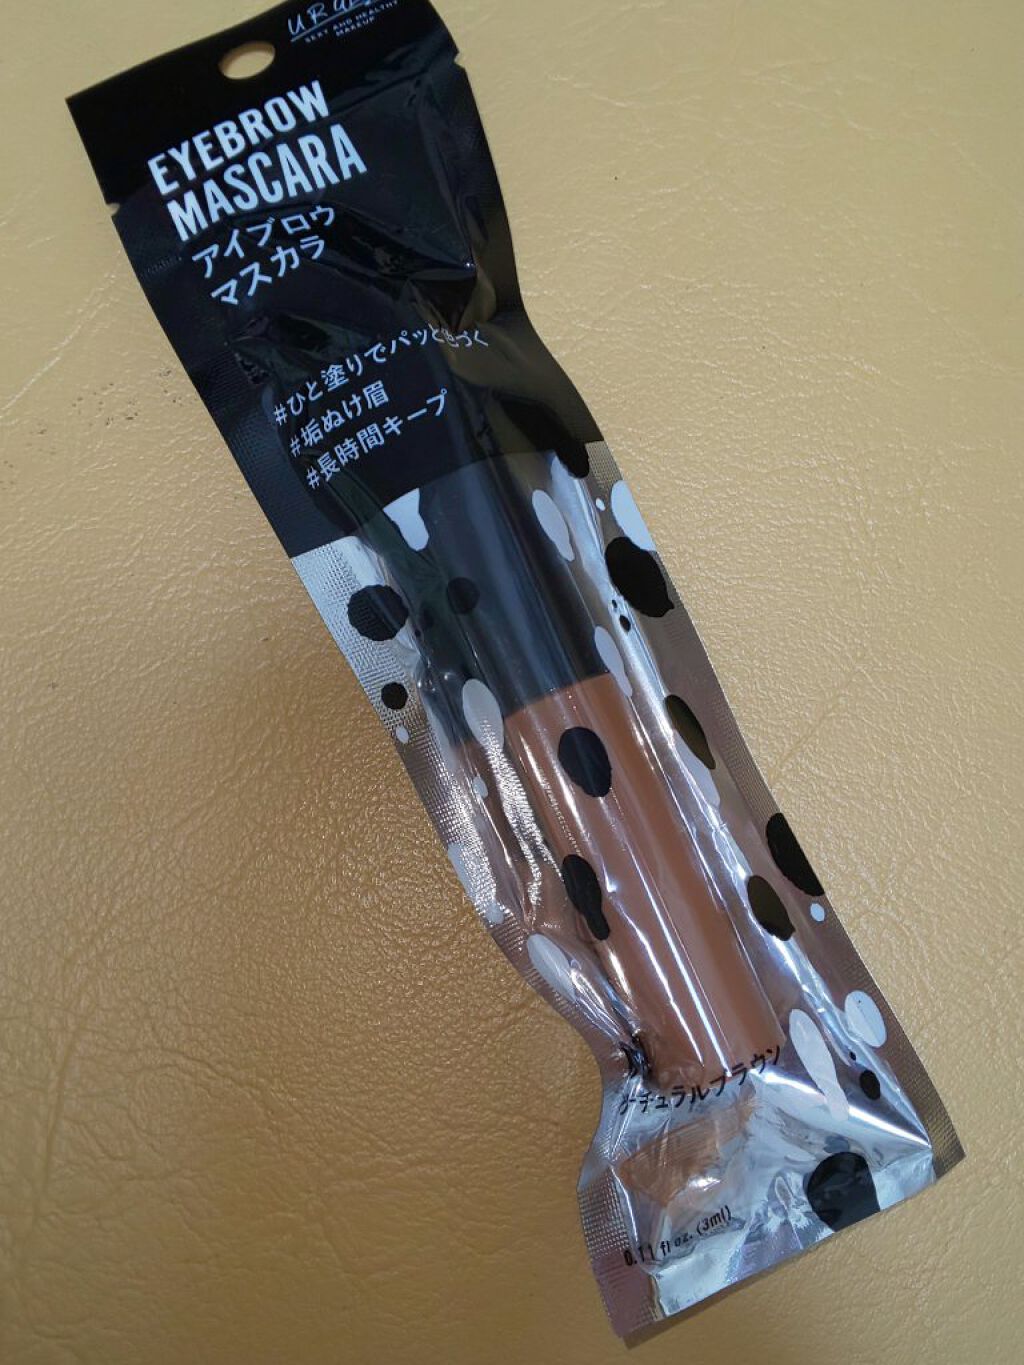 SEXY AND HEALTHY
MAKEUP
EYEBROW
MASCARA
アイブロウ
マスカラ
#ひと塗りでパッと色づく
#垢ぬけ眉
#長時間キープ
ナチュラルブラウン
0.11 fl oz. (3ml)